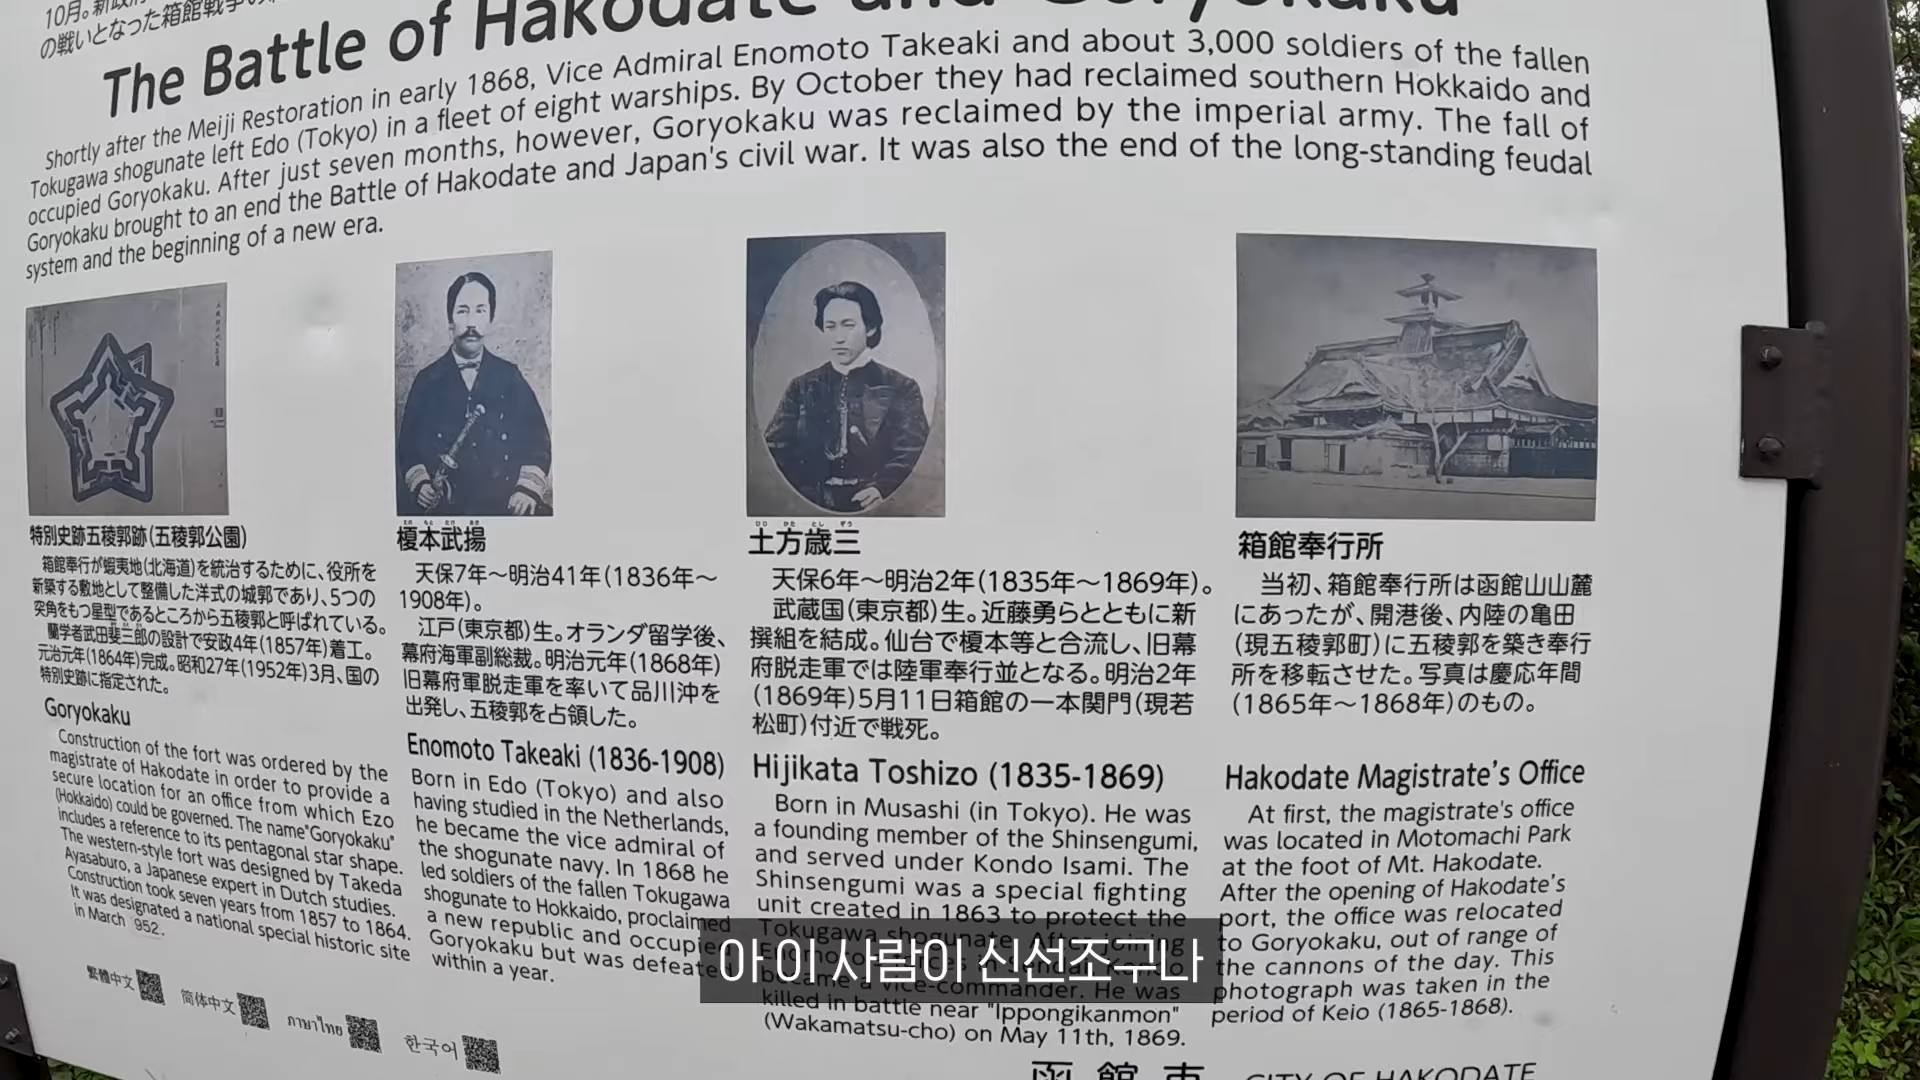 10月。新政府
の戦いとなった箱館戦争の
The Battle of Hakodate and Goryokaku
Shortly after the Meiji Restoration in early 1868, Vice Admiral Enomoto Takeaki and about 3,000 soldiers of the fallen
Tokugawa shogunate left Edo (Tokyo) in a fleet of eight warships. By October they had reclaimed southern Hokkaido and
occupied Goryokaku. After just seven months, however, Goryokaku was reclaimed by the imperial army. The fall of
Goryokaku brought to an end the Battle of Hakodate and Japan's civil war. It was also the end of the long-standing feudal
system and the beginning of a new era.
特別史跡五稜郭跡(五稜郭公園)
箱館奉行が蝦夷地(北海道)を統治するために、役所を
新築する敷地として整備した洋式の城郭であり、5つの
突角をもつ星型であるところから五稜郭と呼ばれている。
蘭学者武田斐三郎の設計で安政4年(1857年)着工。
元治元年(1864年)完成。昭和27年(1952年)3月、国の
特別史跡に指定された。
Goryokaku
Construction of the fort was ordered by the
magistrate of Hakodate in order to provide a
secure location for an office from which Ezo
(Hokkaido) could be governed. The name"Goryokaku"
includes a reference to its pentagonal star shape.
The western-style fort was designed by Takeda
Ayasaburo, a Japanese expert in Dutch studies.
Construction took seven years from 1857 to 1864.
It was designated a national special historic site
in March 952.
えの もと たけ あき
榎本武揚
天保7年～明治41年(1836年～
1908年)。
江戸(東京都)生。オランダ留学後、
幕府海軍副総裁。明治元年(1868年)
旧幕府軍脱走軍を率いて品川沖を
出発し、五稜郭を占領した。
Enomoto Takeaki (1836-1908)
Born in Edo (Tokyo) and also
having studied in the Netherlands,
he became the vice admiral of
the shogunate navy. In 1868 he
led soldiers of the fallen Tokugawa
shogunate to Hokkaido, proclaimed
a new republic and occupied
Goryokaku but was defeated
within a year.
ひじ かた とし ぞう
土方歳三
天保6年～明治2年(1835年～1869年)。
武蔵国(東京都)生。近藤勇らとともに新
撰組を結成。仙台で榎本等と合流し、旧幕
府脱走軍では陸軍奉行並となる。明治2年
(1869年)5月11日箱館の一本関門(現若
松町)付近で戦死。
Hijikata Toshizo (1835-1869)
Born in Musashi (in Tokyo). He was
a founding member of the Shinsengumi,
and served under Kondo Isami. The
Shinsengumi was a special fighting
unit created in 1863 to protect the
Tokugawa shogunate. After joining
Enomoto
became a vice-commander. He was
killed in battle near "Ippongikanmon"
(Wakamatsu-cho) on May 11th, 1869.
箱館奉行所
当初、箱館奉行所は函館山山麓
にあったが、開港後、内陸の亀田
(現五稜郭町)に五稜郭を築き奉行
所を移転させた。写真は慶応年間
(1865年～1868年)のもの。
Hakodate Magistrate's Office
At first, the magistrate's office
was located in Motomachi Park
at the foot of Mt. Hakodate.
After the opening of Hakodate's
port, the office was relocated
to Goryokaku, out of range of
the cannons of the day. This
photograph was taken in the
period of Keio (1865-1868).
아 이 사람이 신선조구나
繁體中文
简体中文
ภาษาไทย
한국어
函館市 CITY OF HAKODATE